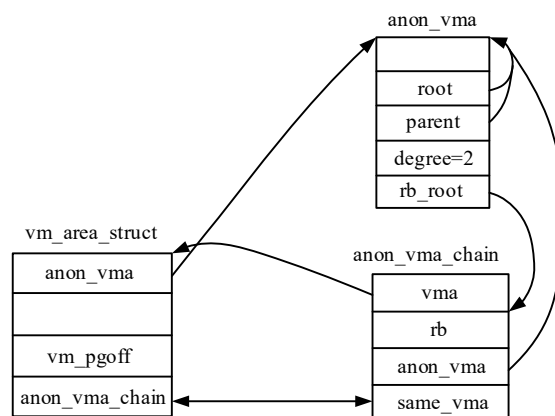 anon_vma
root
parent
degree=2
rb_root
vm_area_struct
anon_vma
vm_pgoff
anon_vma_chain
anon_vma_chain
vma
rb
anon_vma
same_vma